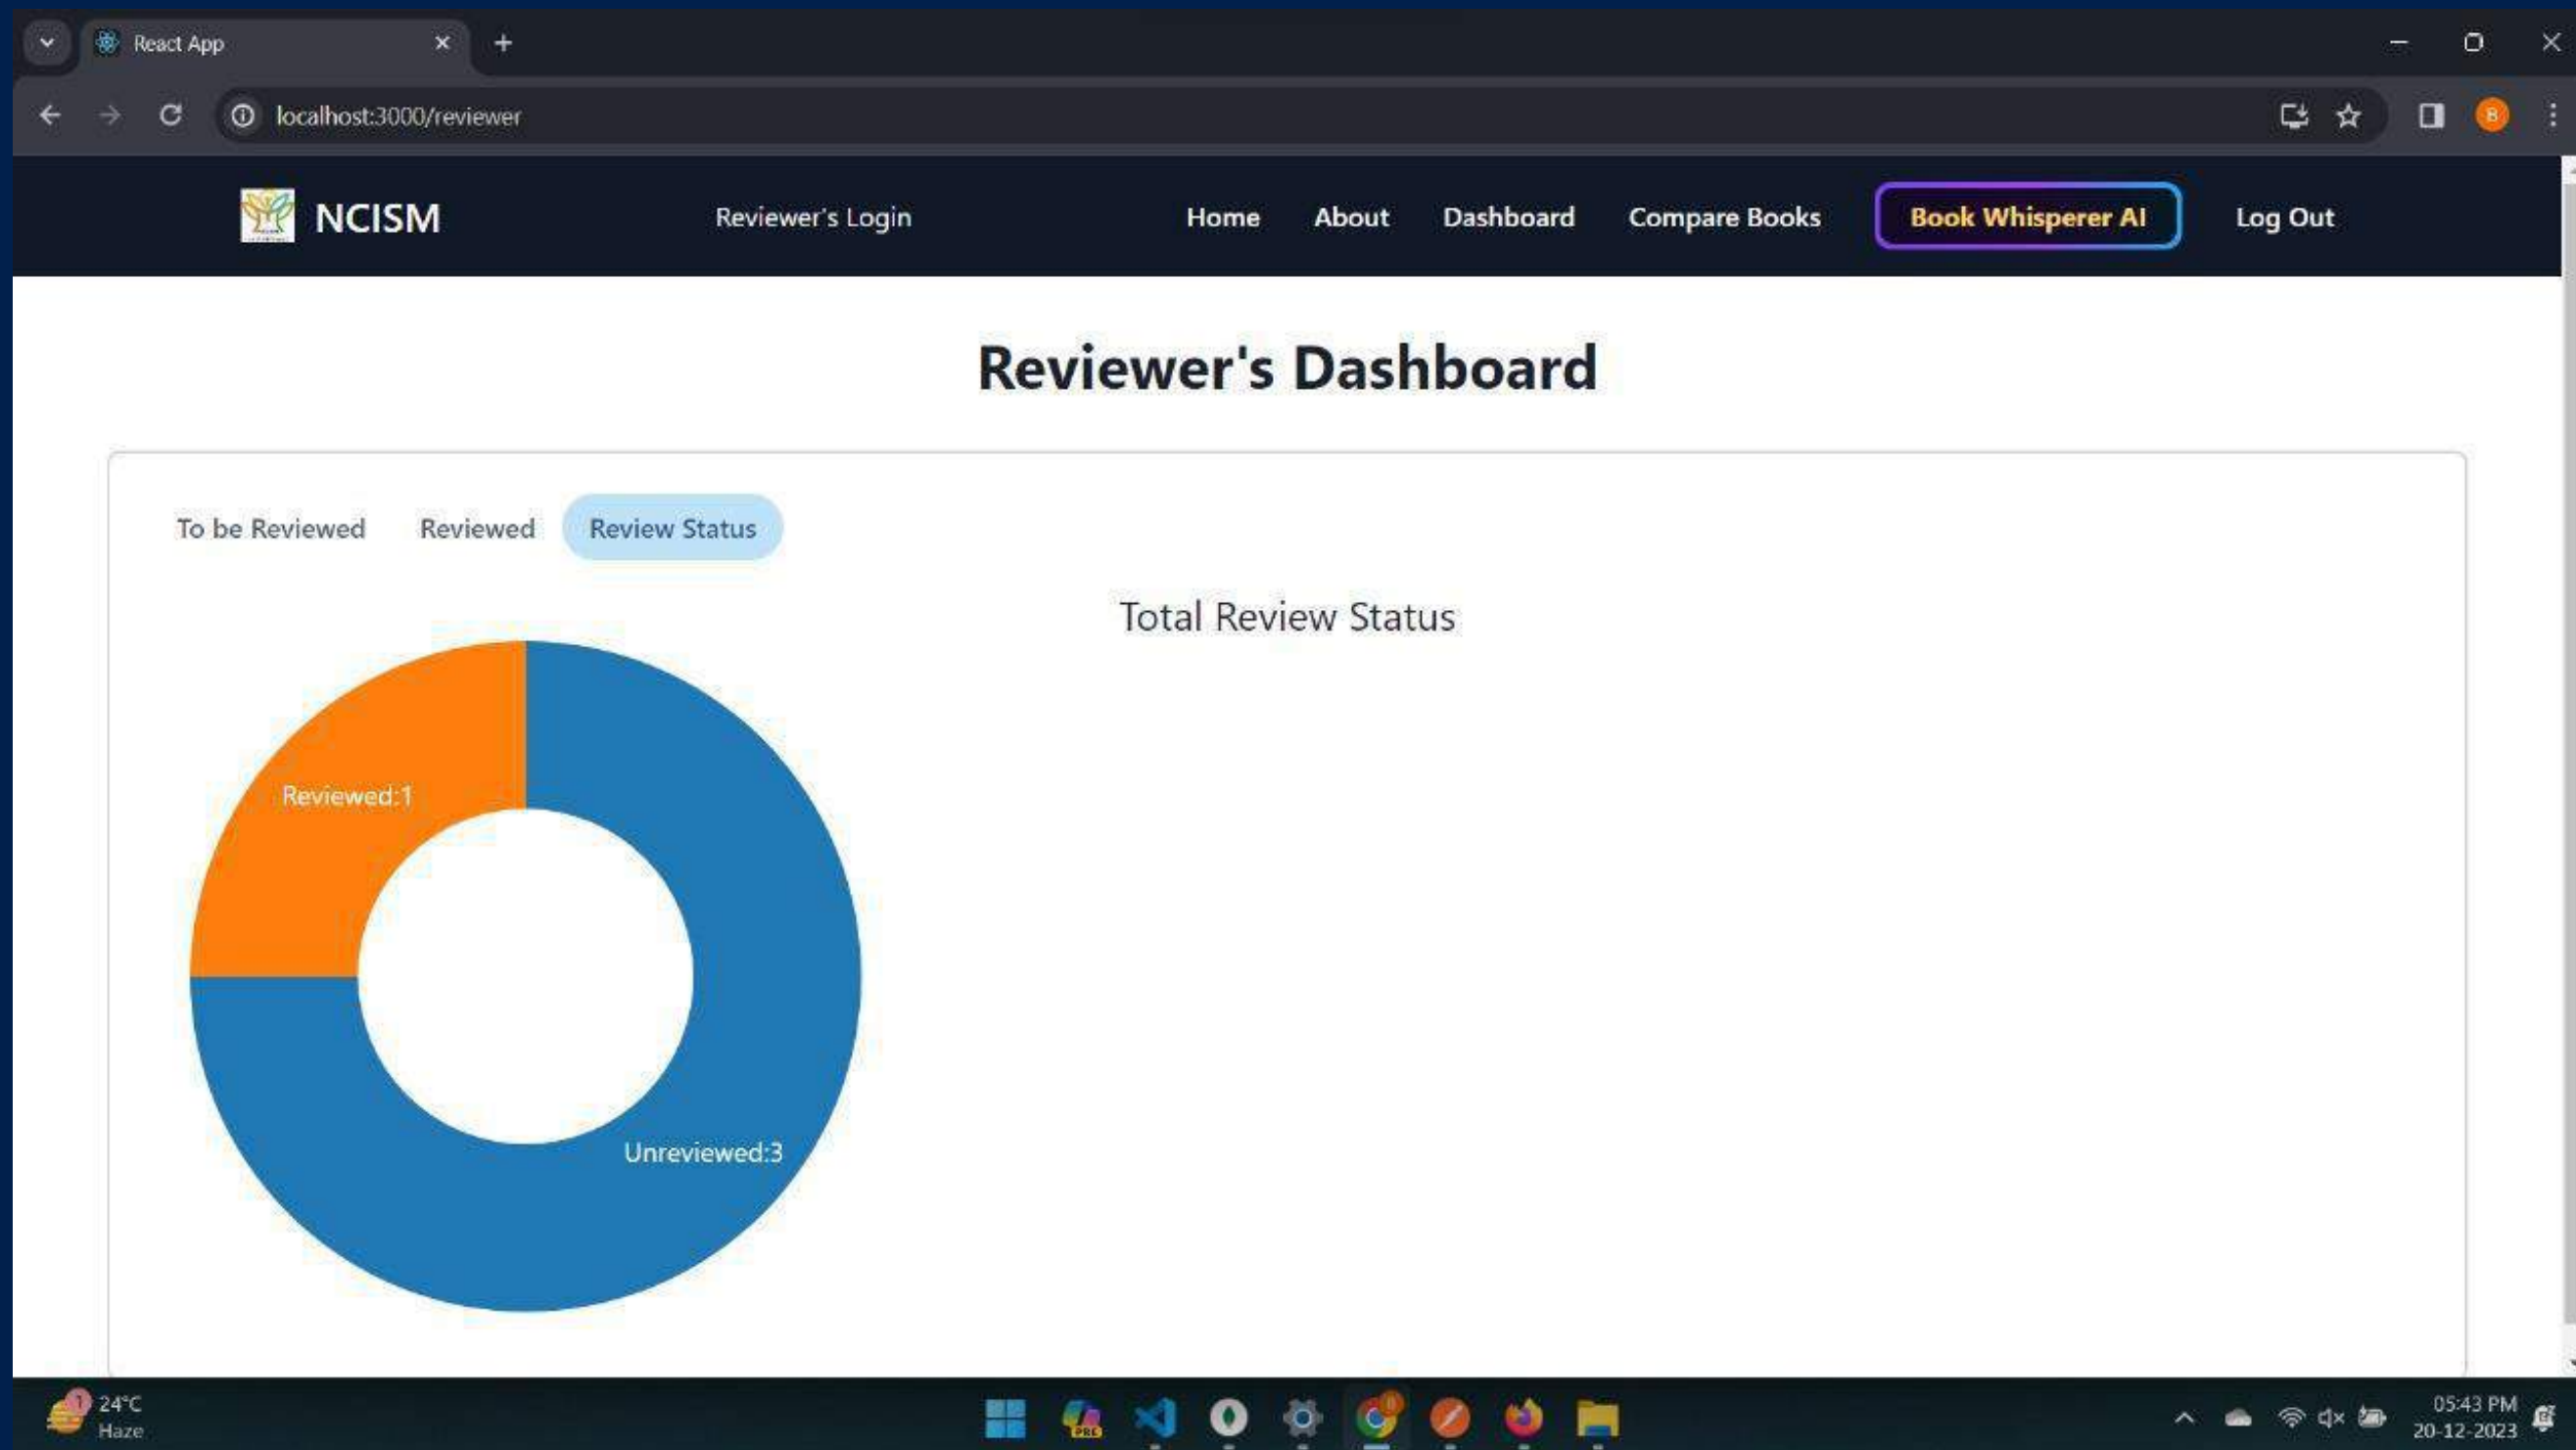 React App
localhost:3000/reviewer
B
NCISM
Reviewer's Login
Home
About
Dashboard
Compare Books
Book Whisperer AI
Log Out
Reviewer's Dashboard
To be Reviewed
Reviewed
Review Status
Total Review Status
Reviewed:1
Unreviewed:3
1
24°C
Haze
PRE
05:43 PM
20-12-2023